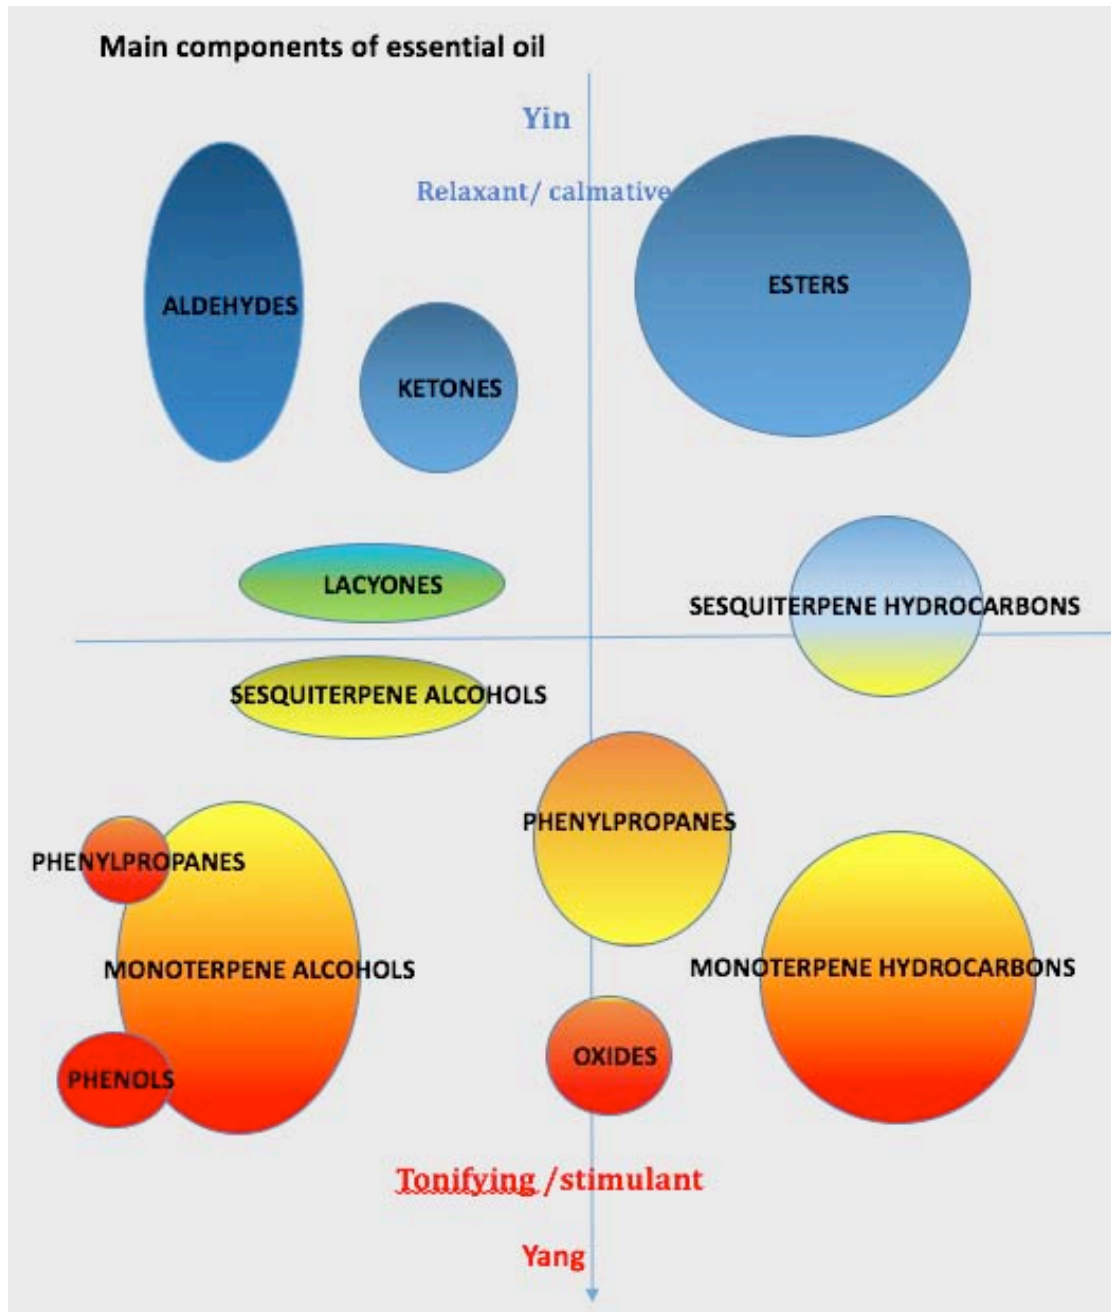 Main components of essential oil
Yin
Relaxant/ calmative
ESTERS
ALDEHYDES
KETONES
LACYONES
SESQUITERPENE HYDROCARBONS
SESQUITERPENE ALCOHOLS
PHENYLPROPANES
PHENYLPROPANES
MONOTERPENE ALCOHOLS
MONOTERPENE HYDROCARBONS
OXIDES
PHENOLS
Tonifying /stimulant
Yang